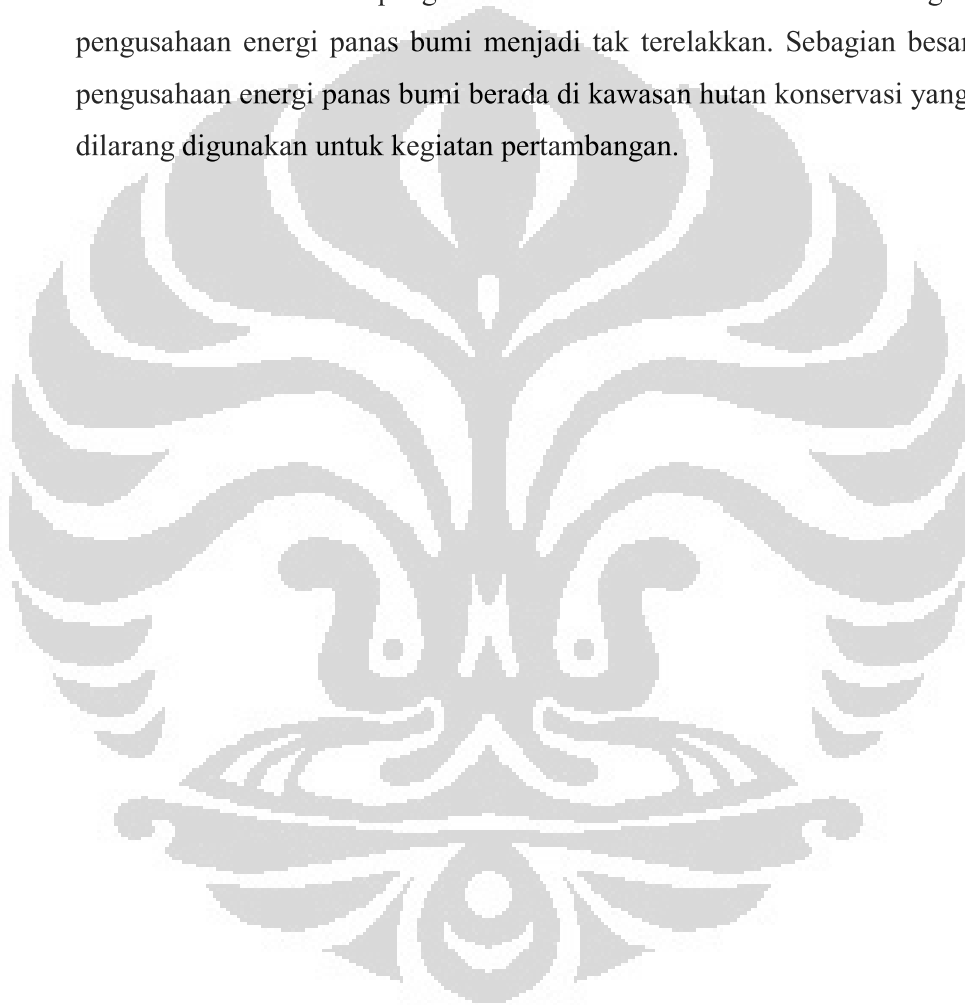 pengusahaan energi panas bumi menjadi tak terelakkan. Sebagian besar
pengusahaan energi panas bumi berada di kawasan hutan konservasi yang
dilarang digunakan untuk kegiatan pertambangan.